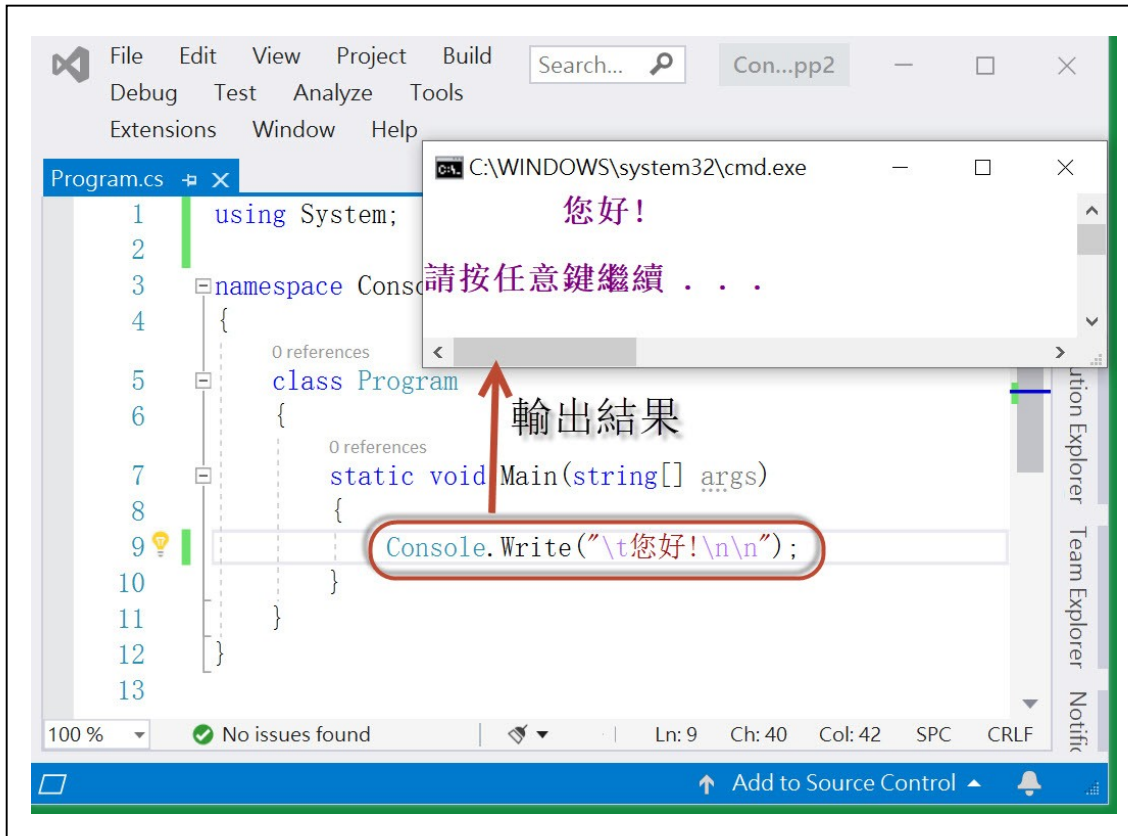 File Edit View Project Build Search... Con...pp2
Debug Test Analyze Tools
Extensions Window Help
Program.cs
C:\WINDOWS\system32\cmd.exe
您好!
請按任意鍵繼續 . . .
1 using System;
2
3 namespace Conso
4 {
0 references
5 class Program
6 {
輸出結果
0 references
7 static void Main(string[] args)
8 {
9 Console.Write("\t您好!\n\n");
10 }
11 }
12 }
13
ution Explorer
Team Explorer
Notific
100 % No issues found Ln: 9 Ch: 40 Col: 42 SPC CRLF
Add to Source Control